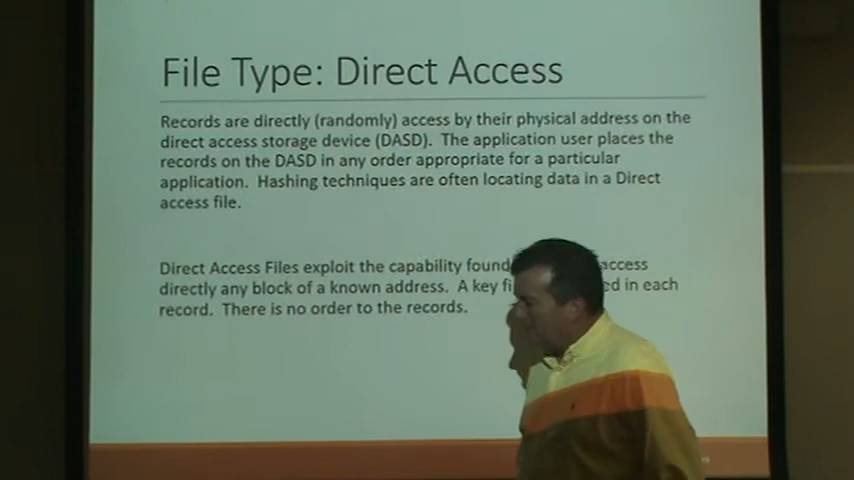 File Type: Direct Access
Records are directly (randomly) access by their physical address on the
direct access storage device (DASD). The application user places the
records on the DASD in any order appropriate for a particular
application. Hashing techniques are often locating data in a Direct
access file.
Direct Access Files exploit the capability found access
directly any block of a known address. A key in each
record. There is no order to the records.